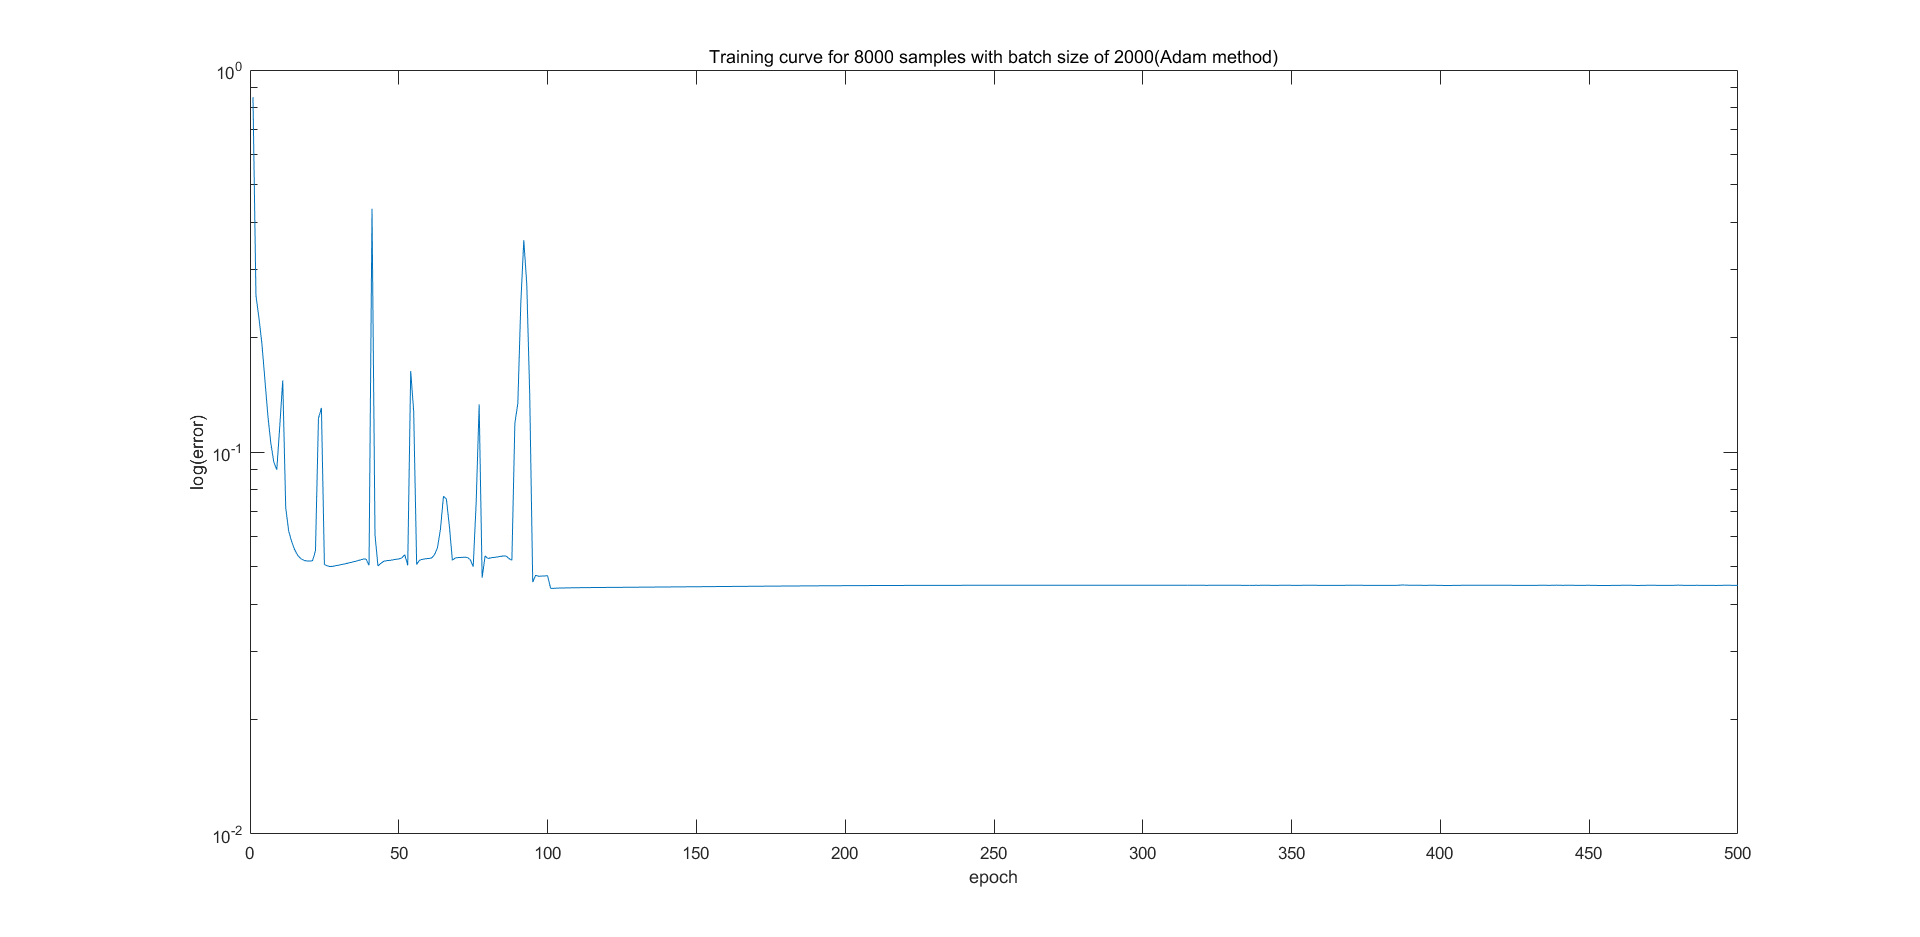 Training curve for 8000 samples with batch size of 2000(Adam method)
10^0
10^-1
10^-2
log(error)
0 50 100 150 200 250 300 350 400 450 500
epoch